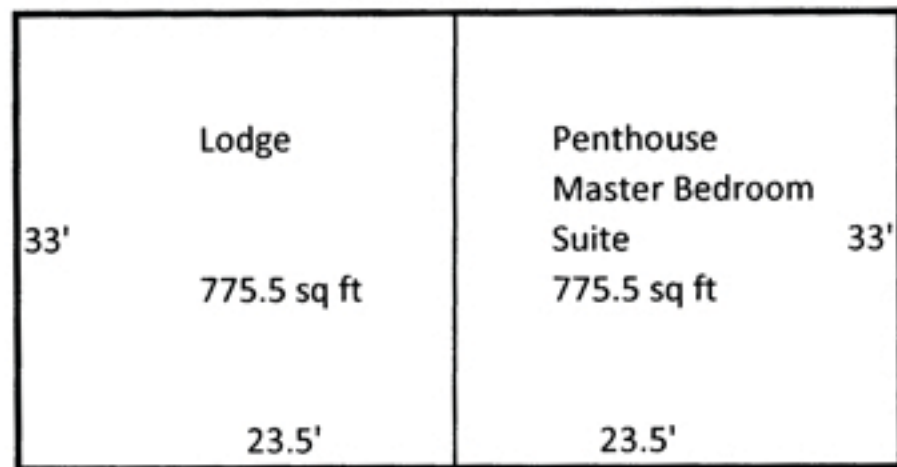 Lodge
33'
775.5 sq ft
23.5'
Penthouse
Master Bedroom
Suite
33'
775.5 sq ft
23.5'